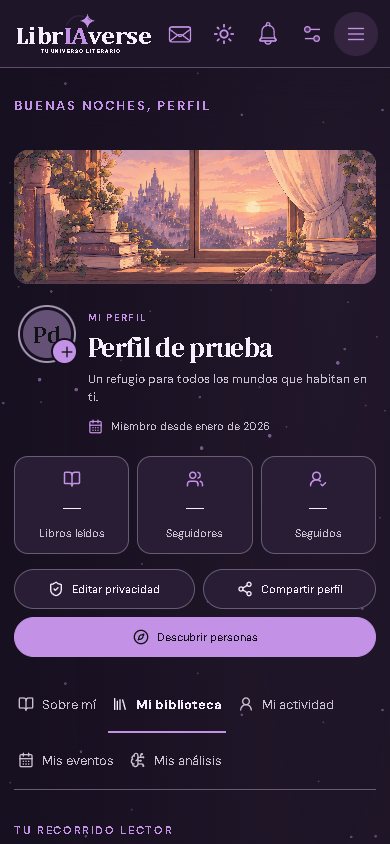 LibrIAverse
TU UNIVERSO LITERARIO
BUENAS NOCHES, PERFIL
Pd
MI PERFIL
Perfil de prueba
Un refugio para todos los mundos que habitan en
ti.
Miembro desde enero de 2026
— — —
Libros leídos Seguidores Seguidos
Editar privacidad Compartir perfil
Descubrir personas
Sobre mí Mi biblioteca Mi actividad
Mis eventos Mis análisis
TU RECORRIDO LECTOR